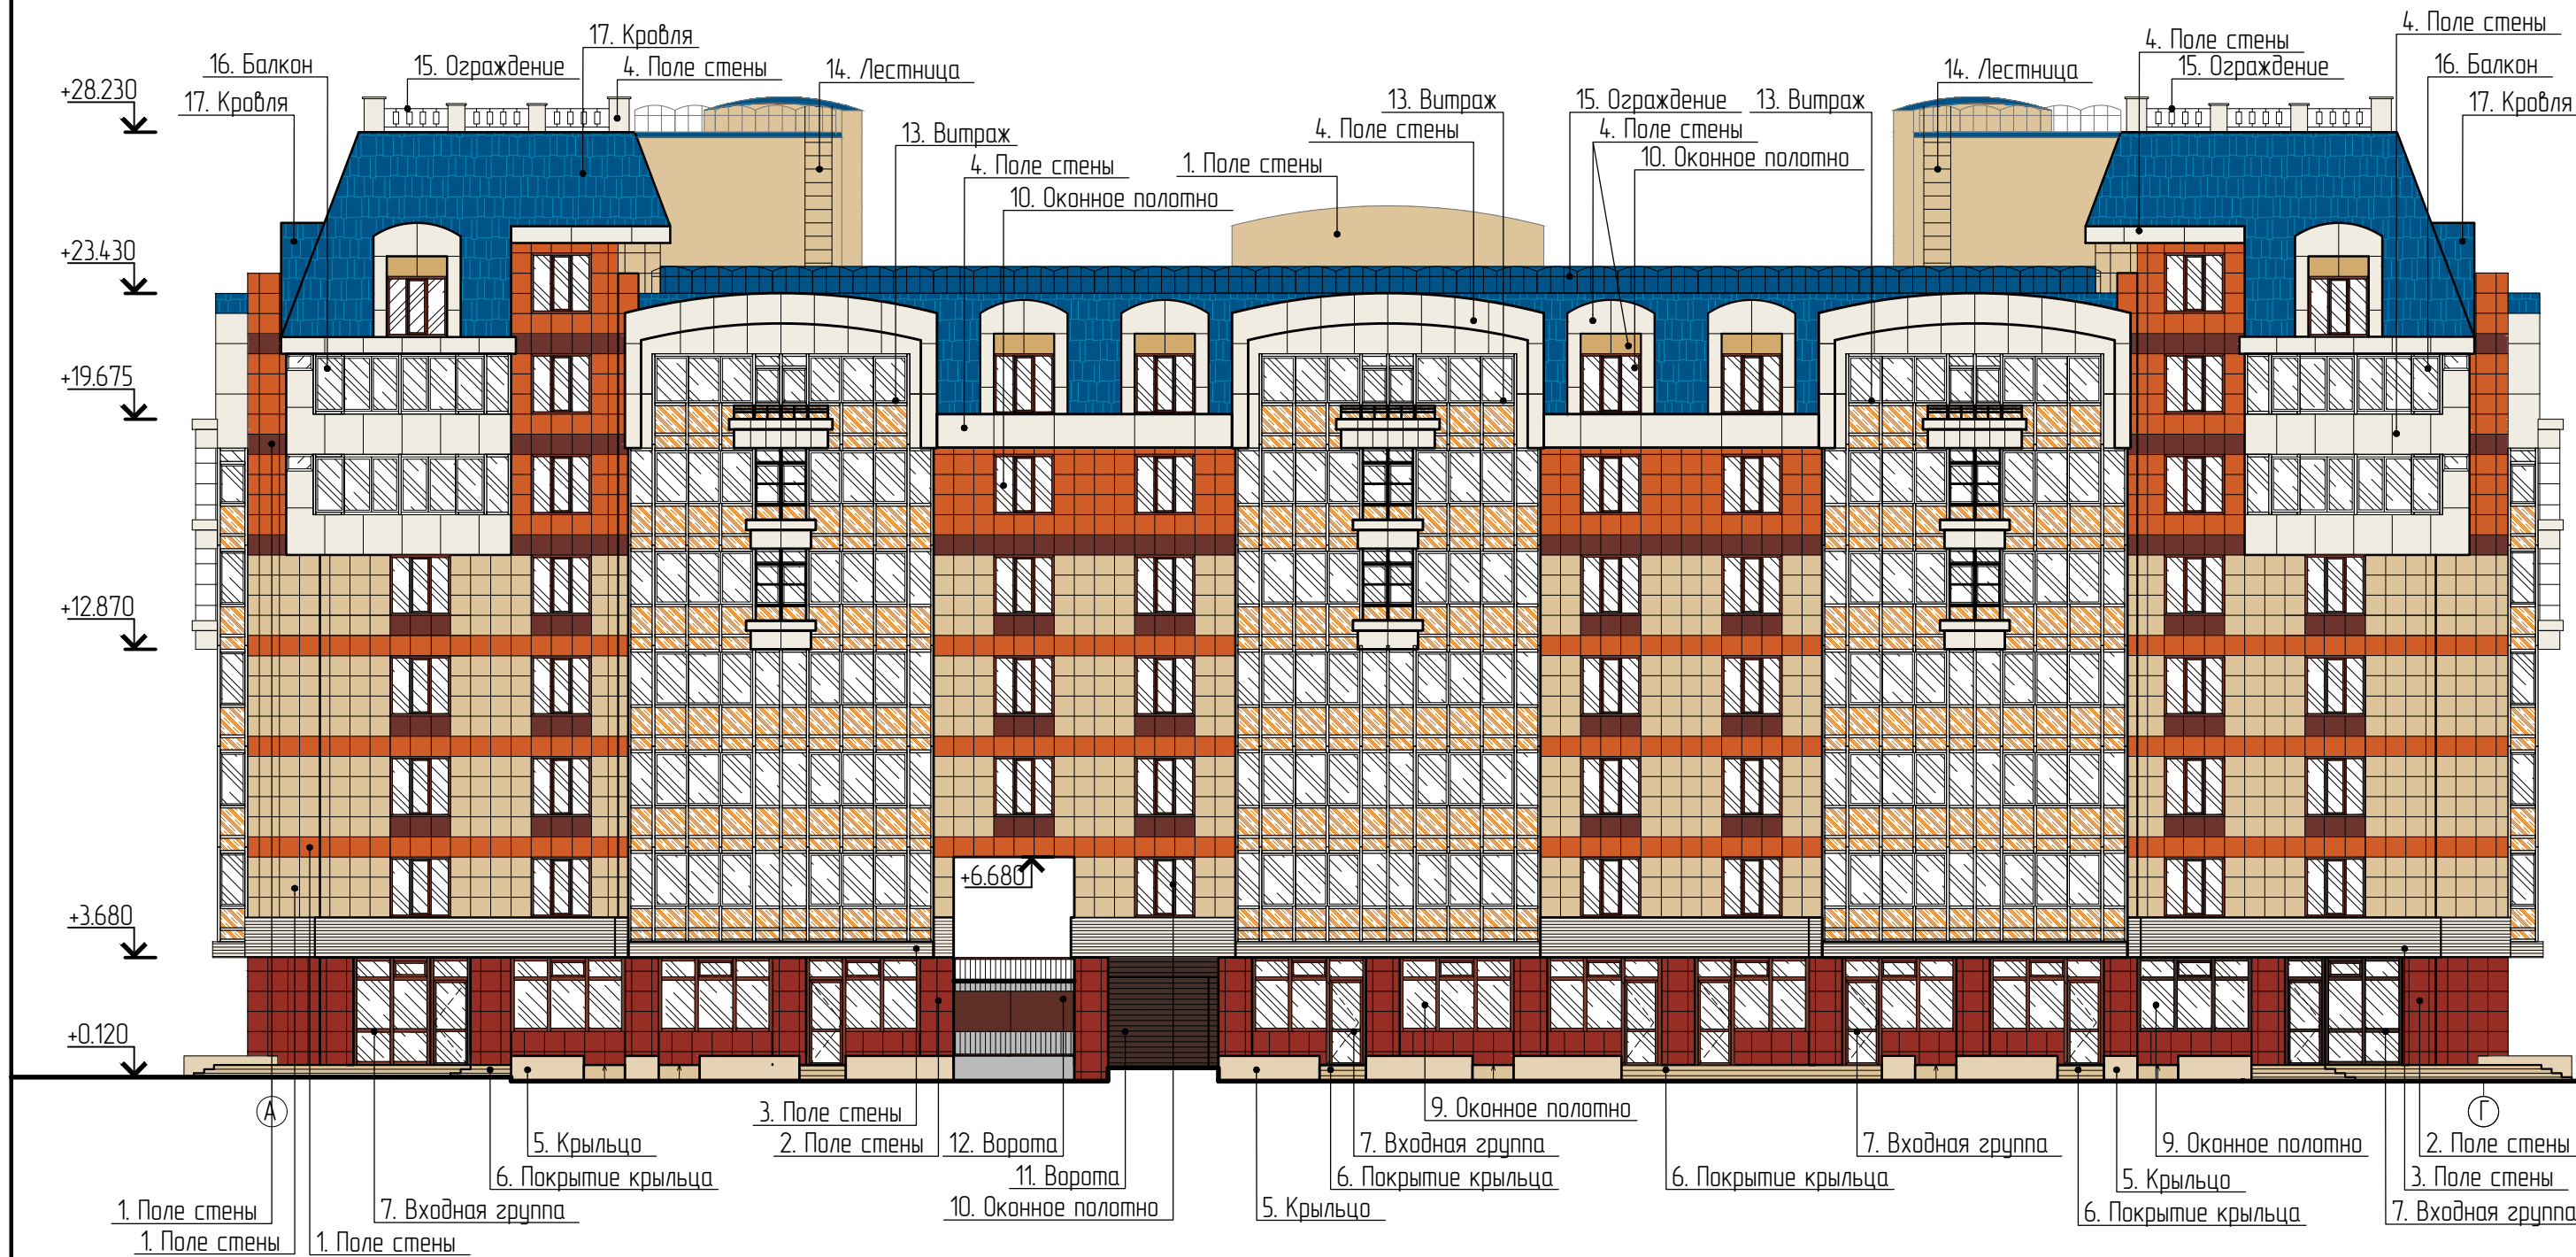 4. Поле стены
17. Кровля
4. Поле стены
16. Балкон
15. Ограждение
4. Поле стены
14. Лестница
14. Лестница
15. Ограждение
16. Балкон
+28.230
17. Кровля
13. Витраж
15. Ограждение
13. Витраж
17. Кровля
13. Витраж
4. Поле стены
4. Поле стены
4. Поле стены
1. Поле стены
10. Оконное полотно
10. Оконное полотно
+23.430
+19.675
+12.870
+6.680
+3.680
+0.120
А
Г
3. Поле стены
9. Оконное полотно
5. Крыльцо
2. Поле стены
12. Ворота
7. Входная группа
7. Входная группа
9. Оконное полотно
2. Поле стены
6. Покрытие крыльца
11. Ворота
6. Покрытие крыльца
6. Покрытие крыльца
5. Крыльцо
3. Поле стены
1. Поле стены
7. Входная группа
10. Оконное полотно
5. Крыльцо
6. Покрытие крыльца
7. Входная группа
1. Поле стены
1. Поле стены